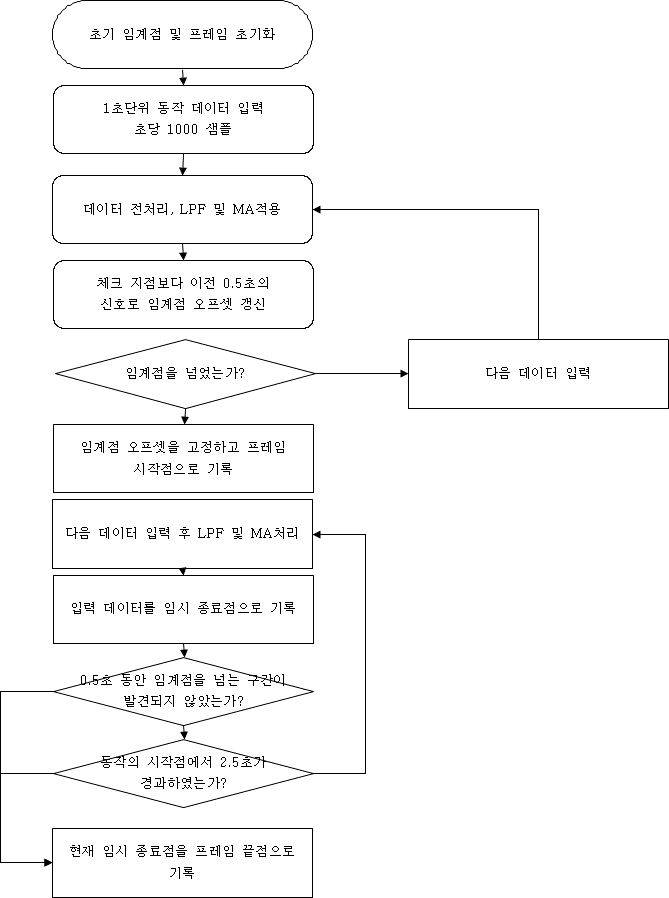 초기 임계점 및 프레임 초기화
1초단위 동작 데이터 입력
초당 1000 샘플
데이터 전처리, LPF 및 MA적용
체크 지점보다 이전 0.5초의
신호로 임계점 오프셋 갱신
임계점을 넘었는가?
다음 데이터 입력
임계점 오프셋을 고정하고 프레임
시작점으로 기록
다음 데이터 입력 후 LPF 및 MA처리
입력 데이터를 임시 종료점으로 기록
0.5초 동안 임계점을 넘는 구간이
발견되지 않았는가?
동작의 시작점에서 2.5초가
경과하였는가?
현재 임시 종료점을 프레임 끝점으로
기록